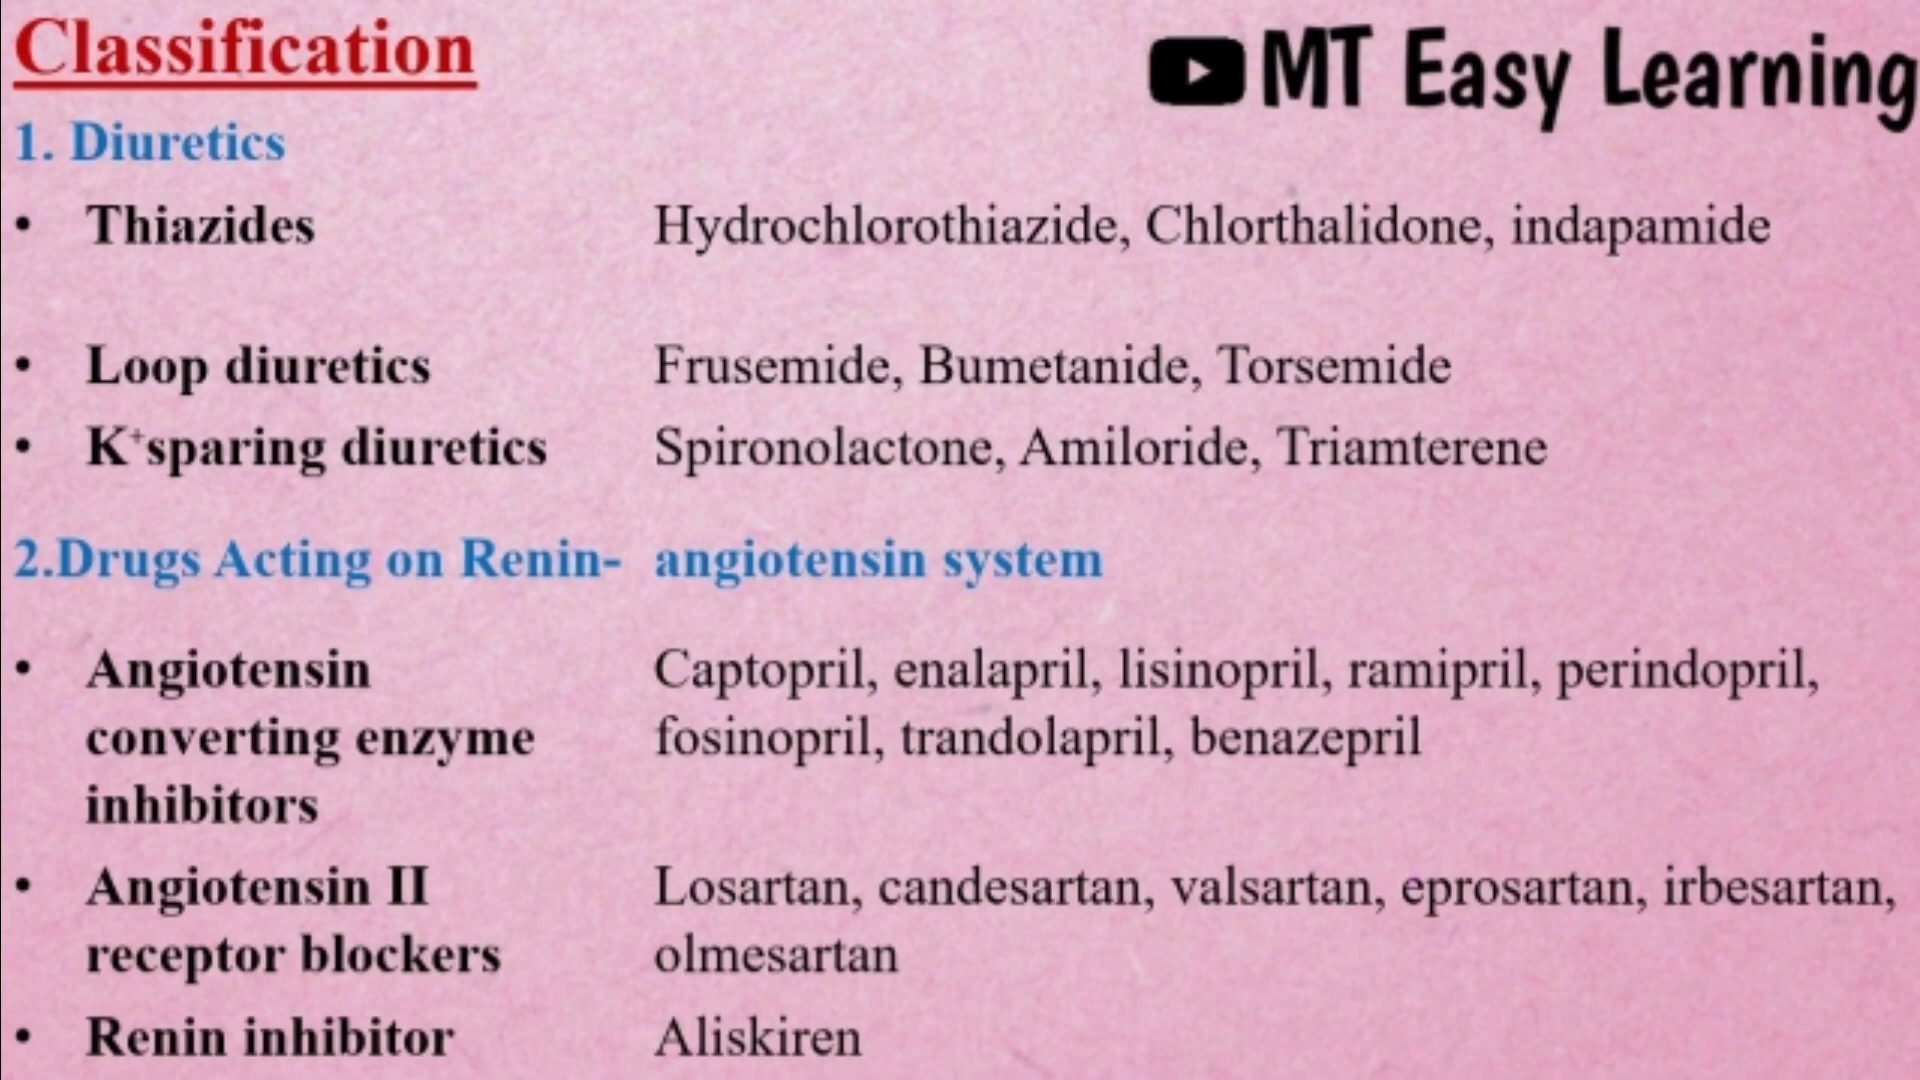 Classification
MT Easy Learning
1. Diuretics
• Thiazides Hydrochlorothiazide, Chlorthalidone, indapamide
• Loop diuretics Frusemide, Bumetanide, Torsemide
• K⁺sparing diuretics Spironolactone, Amiloride, Triamterene
2.Drugs Acting on Renin- angiotensin system
• Angiotensin Captopril, enalapril, lisinopril, ramipril, perindopril,
converting enzyme fosinopril, trandolapril, benazepril
inhibitors
• Angiotensin II Losartan, candesartan, valsartan, eprosartan, irbesartan,
receptor blockers olmesartan
• Renin inhibitor Aliskiren